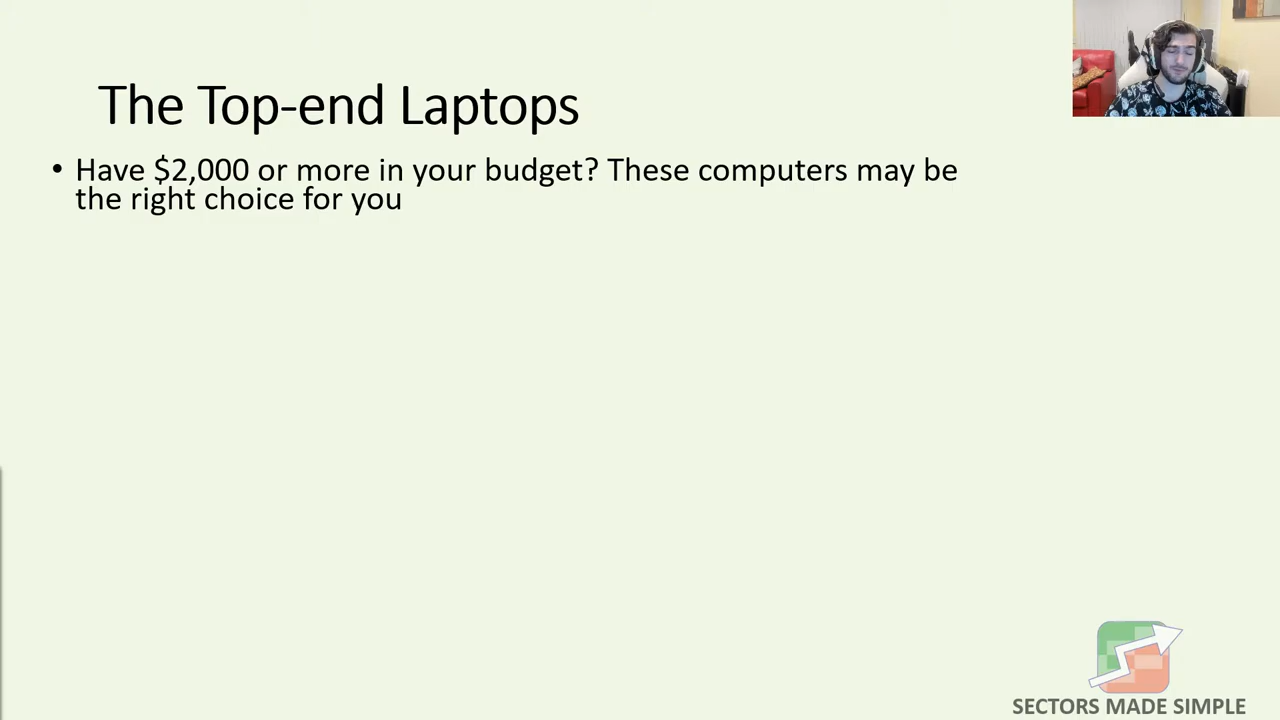 The Top-end Laptops
• Have $2,000 or more in your budget? These computers may be
the right choice for you
SECTORS MADE SIMPLE